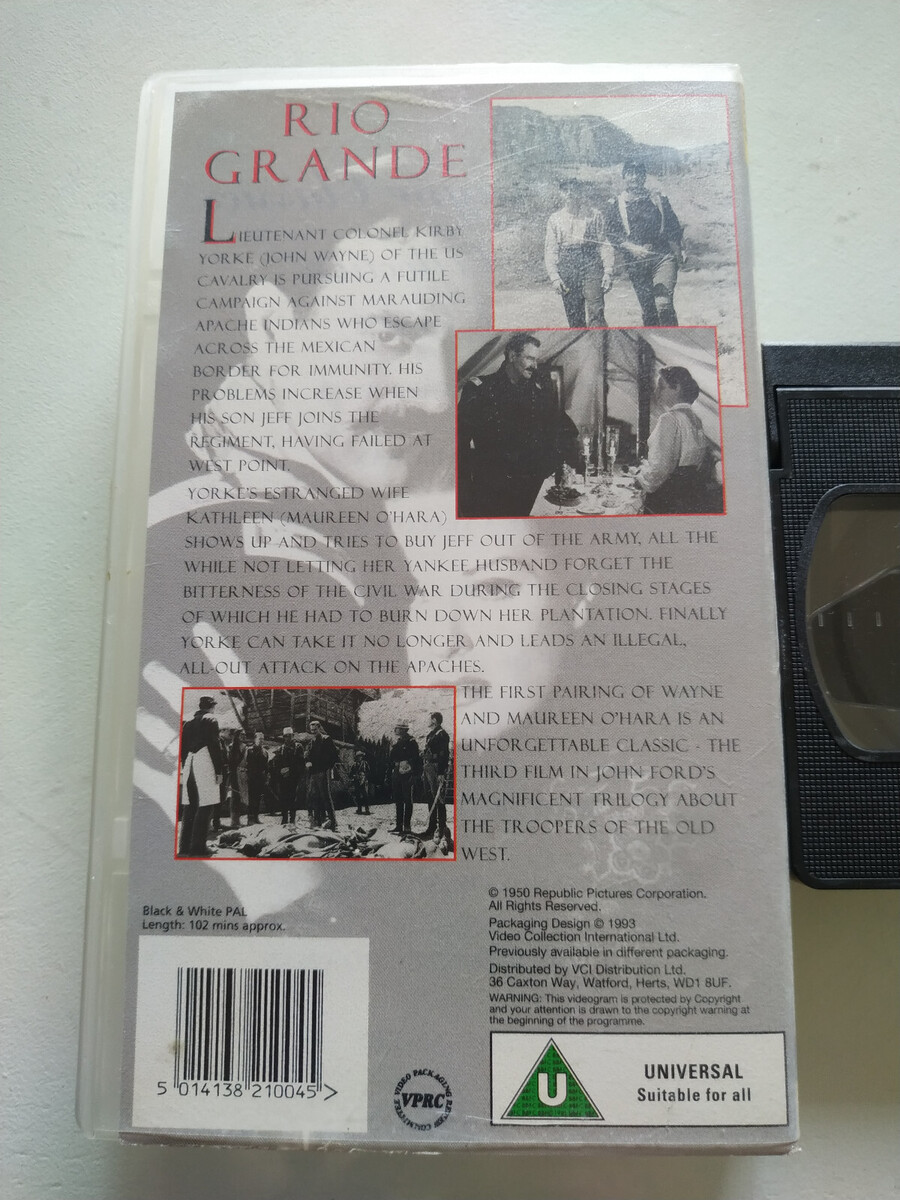 RIO
GRANDE
LIEUTENANT COLONEL KIRBY
YORKE (JOHN WAYNE) OF THE US
CAVALRY IS PURSUING A FUTILE
CAMPAIGN AGAINST MARAUDING
APACHE INDIANS WHO ESCAPE
ACROSS THE MEXICAN
BORDER FOR IMMUNITY. HIS
PROBLEMS INCREASE WHEN
HIS SON JEFF JOINS THE
REGIMENT, HAVING FAILED AT
WEST POINT.
YORKE'S ESTRANGED WIFE
KATHLEEN (MAUREEN O'HARA)
SHOWS UP AND TRIES TO BUY JEFF OUT OF THE ARMY, ALL THE
WHILE NOT LETTING HER YANKEE HUSBAND FORGET THE
BITTERNESS OF THE CIVIL WAR DURING THE CLOSING STAGES
OF WHICH HE HAD TO BURN DOWN HER PLANTATION. FINALLY
YORKE CAN TAKE IT NO LONGER AND LEADS AN ILLEGAL,
ALL-OUT ATTACK ON THE APACHES.
THE FIRST PAIRING OF WAYNE
AND MAUREEN O'HARA IS AN
UNFORGETTABLE CLASSIC - THE
THIRD FILM IN JOHN FORD'S
MAGNIFICENT TRILOGY ABOUT
THE TROOPERS OF THE OLD
WEST.
Black & White PAL
Length: 102 mins approx.
© 1950 Republic Pictures Corporation.
All Rights Reserved.
Packaging Design © 1993
Video Collection International Ltd.
Previously available in different packaging.
Distributed by VCI Distribution Ltd.
36 Caxton Way, Watford, Herts, WD1 8UF.
WARNING: This videogram is protected by Copyright
and your attention is drawn to the copyright warning at
the beginning of the programme.
5 014138 210045 >
VIDEO PACKAGING REVIEW COMMITTEE
VPRC
U
UNIVERSAL
Suitable for all